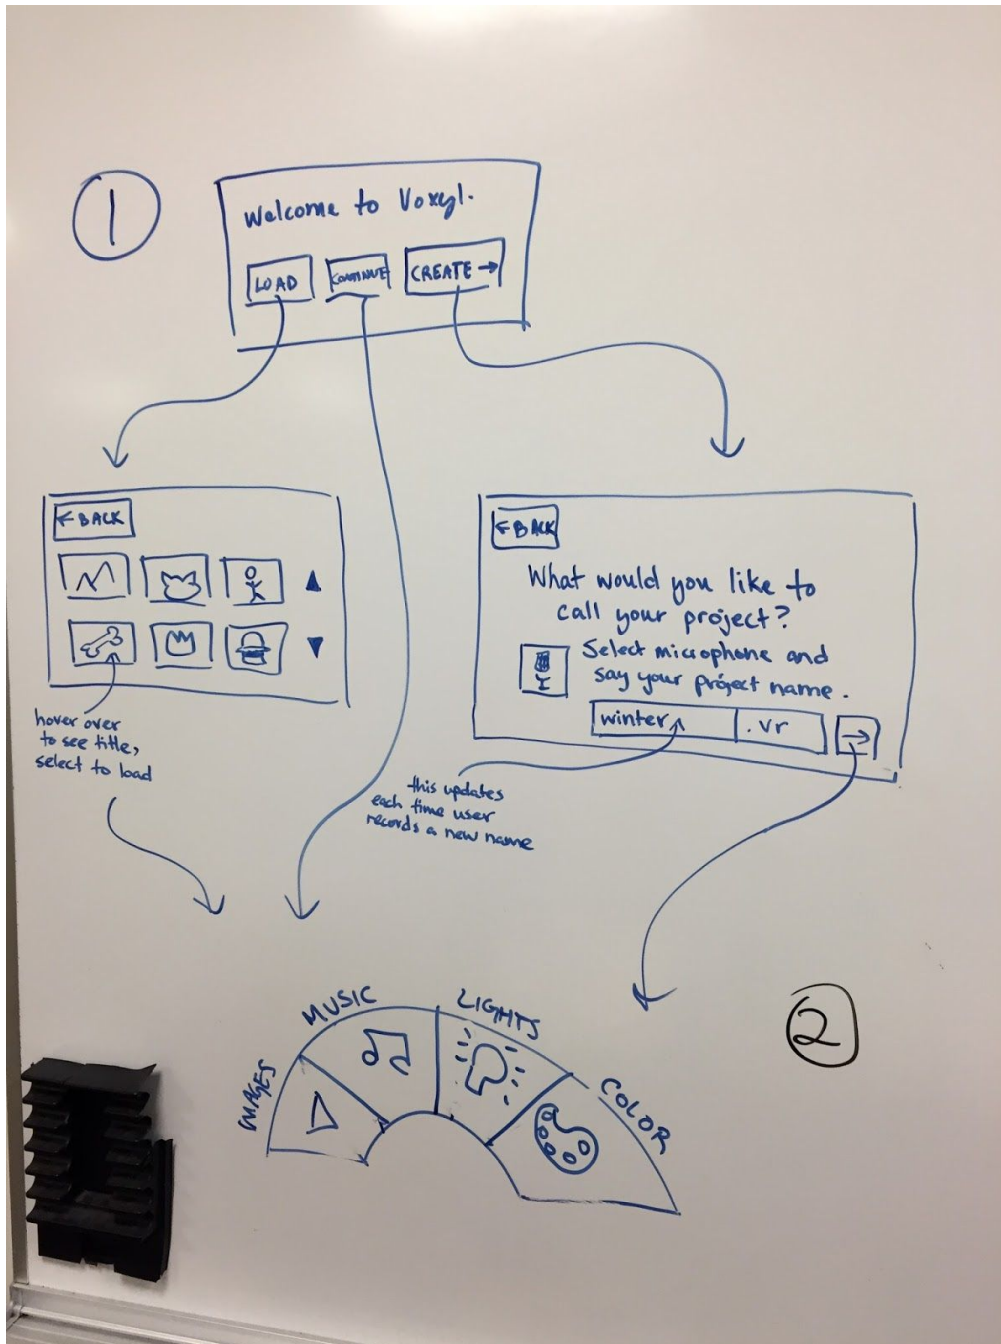 1
Welcome to Voxyl.
LOAD
CONTINUE
CREATE →
← BACK
▲
▼
hover over
to see title,
select to load
← BACK
What would you like to
call your project?
Select microphone and
say your project name.
winter
.vr
→
this updates
each time user
records a new name
2
IMAGES
MUSIC
LIGHTS
COLOR